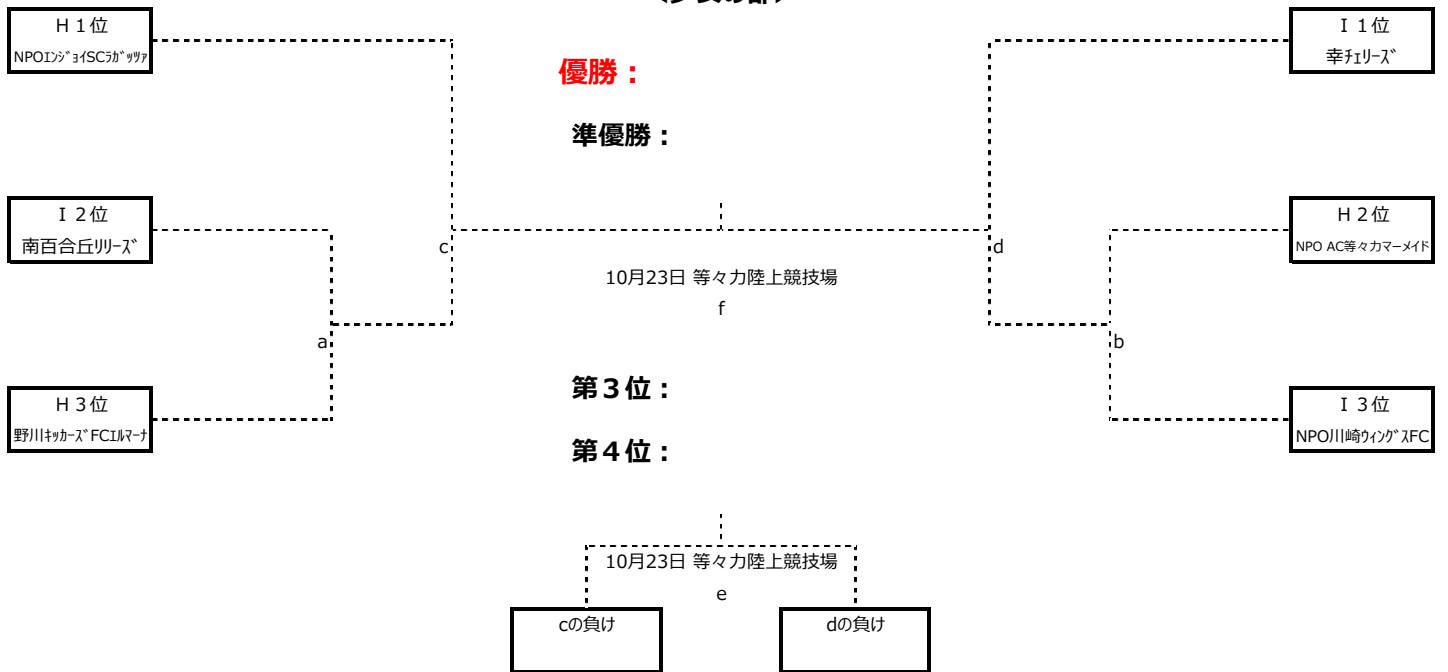 H 1位
NPOｴﾝｼﾞｮｲSCﾗｶﾞｯﾂｧ
I 1位
幸ﾁｪﾘｰｽﾞ
優勝：
準優勝：
I 2位
南百合丘ﾘﾘｰｽﾞ
H 2位
NPO AC等々力マーメイド
c
d
10月23日 等々力陸上競技場
f
a
b
第３位：
H 3位
野川ｷｯｶｰｽﾞFCｴﾙマｰﾅ
I 3位
NPO川崎ｳｨﾝｸﾞｽFC
第４位：
10月23日 等々力陸上競技場
e
cの負け
dの負け